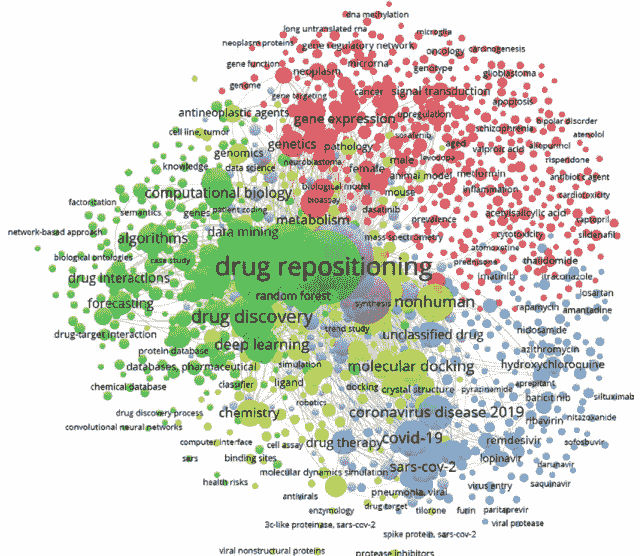 dna methylation
long untranslated rna
microglia
neoplasm proteins
gene regulatory network
oncology
carcinogenesis
gene function
microrna
genotype
neoplasm
glioblastoma
genome
cancer
signal transduction
gene targeting
apoptosis
antineoplastic agents
gene expression
upregulation
bipolar disorder
cell line, tumor
sorafenib
schizophrenia
atenolol
genetics
pathology
aged
valproic acid
allopurinol
knowledge
genomics
neuroblastoma
male
levodopa
risperidone
data science
female
animal model
metformin
antibiotic agent
computational biology
biological model
mouse
inflammation
cardiotoxicity
factorization
bioassay
semantics
genes
patient coding
dasatinib
acetylsalicylic acid
captopril
metabolism
prevalence
network-based approach
algorithms
data mining
mass spectrometry
cytotoxicity
sildenafil
atomoxetine
biological ontologies
case study
prednisone
thalidomide
drug repositioning
drug interactions
imatinib
itraconazole
random forest
losartan
forecasting
synthesis
nonhuman
rapamycin
amantadine
drug discovery
trend study
niclosamide
drug-target interaction
unclassified drug
deep learning
azithromycin
protein database
databases, pharmaceutical
simulation
molecular docking
hydroxychloroquine
chemical database
classifier
ligand
docking
crystal structure
pyrazinamide
aprepitant
baricitinib
siltuximab
robotics
drug discovery process
chemistry
coronavirus disease 2019
nitazoxanide
convolutional neural networks
ribavirin
computer interface
cell assay
drug therapy
covid-19
remdesivir
sofosbuvir
sars
binding sites
lopinavir
molecular dynamics simulation
sars-cov-2
darunavir
health risks
virus entry
saquinavir
antivirals
pneumonia, viral
drug target
enzymology
tilorone
furin
paritaprevir
3c-like proteinase, sars-cov-2
viral protease
spike protein, sars-cov-2
viral nonstructural proteins
protease inhibitors